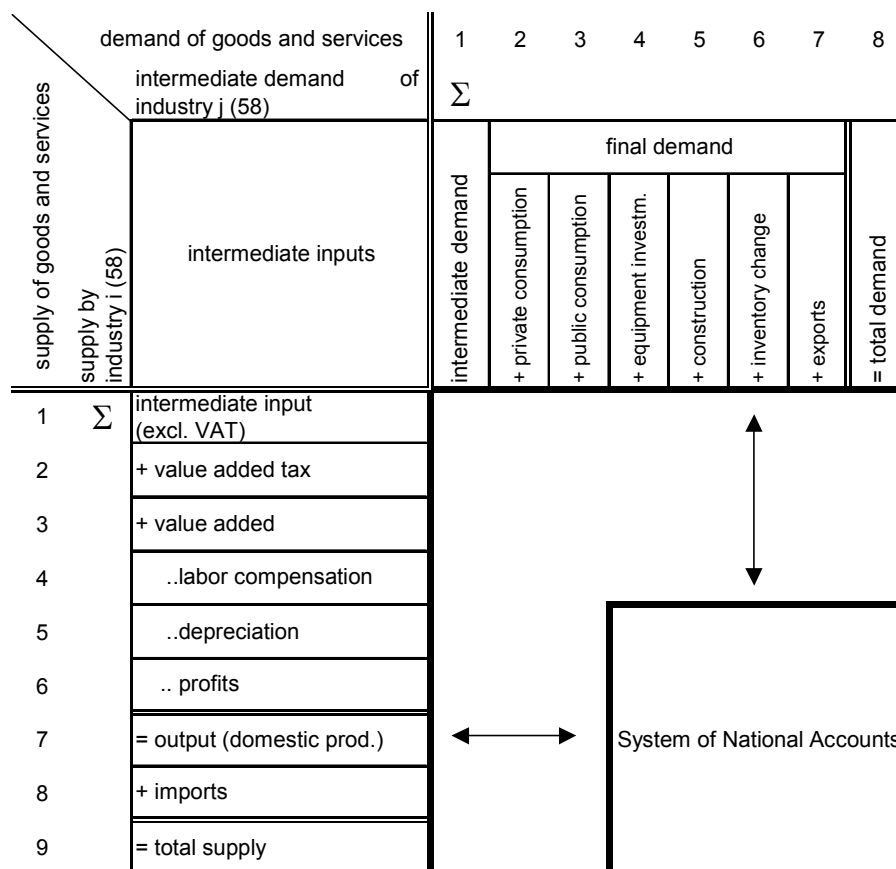 demand of goods and services
1 2 3 4 5 6 7 8
intermediate demand of
industry j (58)
Σ
supply of goods and services
supply by
industry i (58)
intermediate inputs
final demand
intermediate demand
+ private consumption
+ public consumption
+ equipment investm.
+ construction
+ inventory change
+ exports
= total demand
1 Σ intermediate input
(excl. VAT)
2 + value added tax
3 + value added
4 ..labor compensation
5 ..depreciation
6 .. profits
7 = output (domestic prod.)
8 + imports
9 = total supply
System of National Accounts